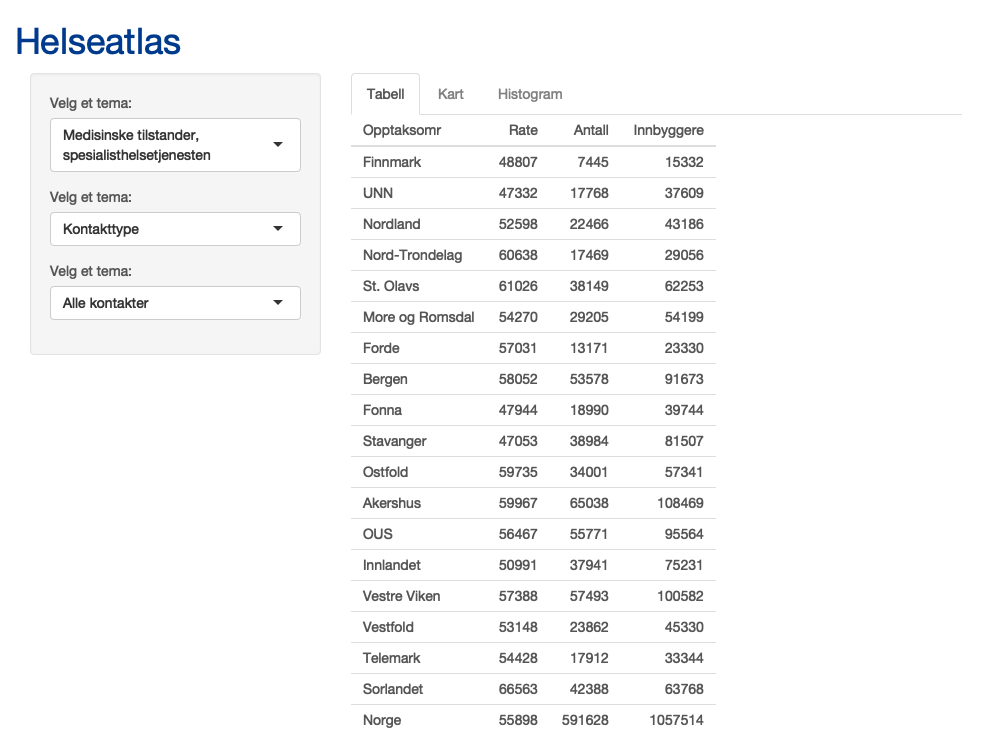 Helseatlas
Velg et tema:
Medisinske tilstander,
spesialisthelsetjenesten
Velg et tema:
Kontakttype
Velg et tema:
Alle kontakter
Tabell Kart Histogram
Opptaksomr Rate Antall Innbyggere
Finnmark 48807 7445 15332
UNN 47332 17768 37609
Nordland 52598 22466 43186
Nord-Trondelag 60638 17469 29056
St. Olavs 61026 38149 62253
More og Romsdal 54270 29205 54199
Forde 57031 13171 23330
Bergen 58052 53578 91673
Fonna 47944 18990 39744
Stavanger 47053 38984 81507
Ostfold 59735 34001 57341
Akershus 59967 65038 108469
OUS 56467 55771 95564
Innlandet 50991 37941 75231
Vestre Viken 57388 57493 100582
Vestfold 53148 23862 45330
Telemark 54428 17912 33344
Sorlandet 66563 42388 63768
Norge 55898 591628 1057514